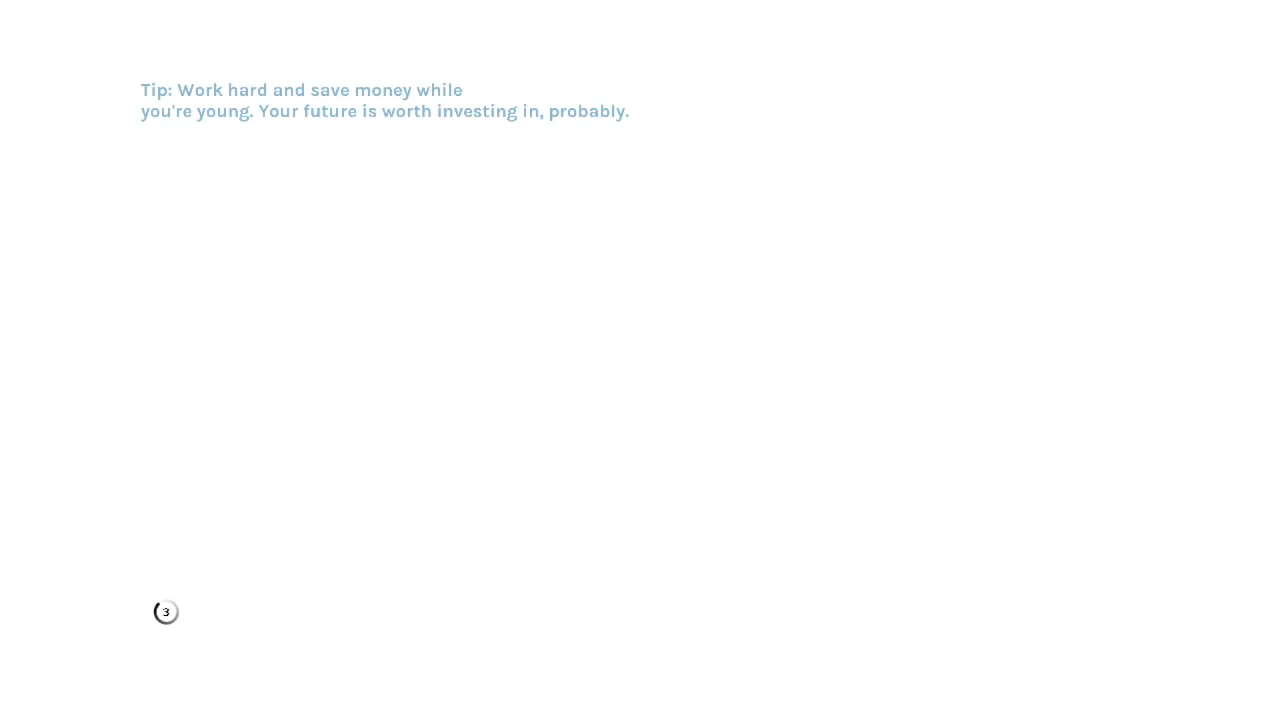 Tip: Work hard and save money while
you're young. Your future is worth investing in, probably.
3